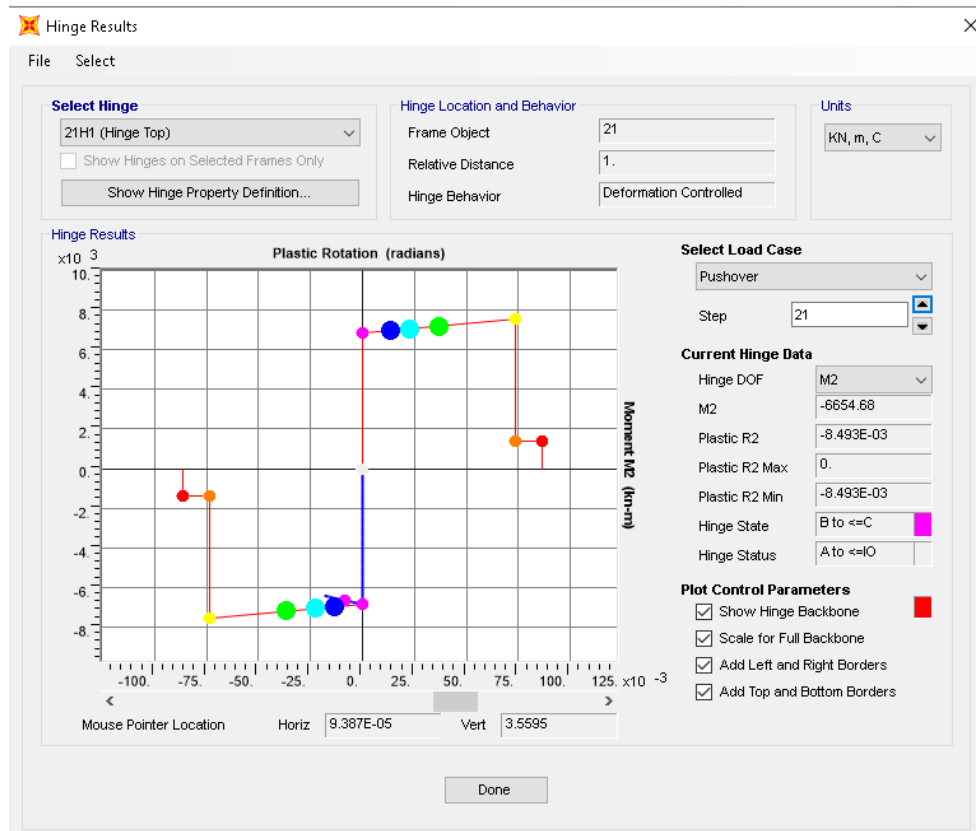 Hinge Results
File Select
Select Hinge
21H1 (Hinge Top)
Show Hinges on Selected Frames Only
Show Hinge Property Definition...
Hinge Location and Behavior
Frame Object 21
Relative Distance 1.
Hinge Behavior Deformation Controlled
Units
KN, m, C
Hinge Results
x10 3
Plastic Rotation (radians)
10.
8.
6.
4.
2.
0.
-2.
-4.
-6.
-8.
Moment M2 (kn-m)
-100. -75. -50. -25. 0. 25. 50. 75. 100. 125. x10 -3
Mouse Pointer Location Horiz 9.387E-05 Vert 3.5595
Select Load Case
Pushover
Step 21
Current Hinge Data
Hinge DOF M2
M2 -6654.68
Plastic R2 -8.493E-03
Plastic R2 Max 0.
Plastic R2 Min -8.493E-03
Hinge State B to <=C
Hinge Status A to <=IO
Plot Control Parameters
Show Hinge Backbone
Scale for Full Backbone
Add Left and Right Borders
Add Top and Bottom Borders
Done